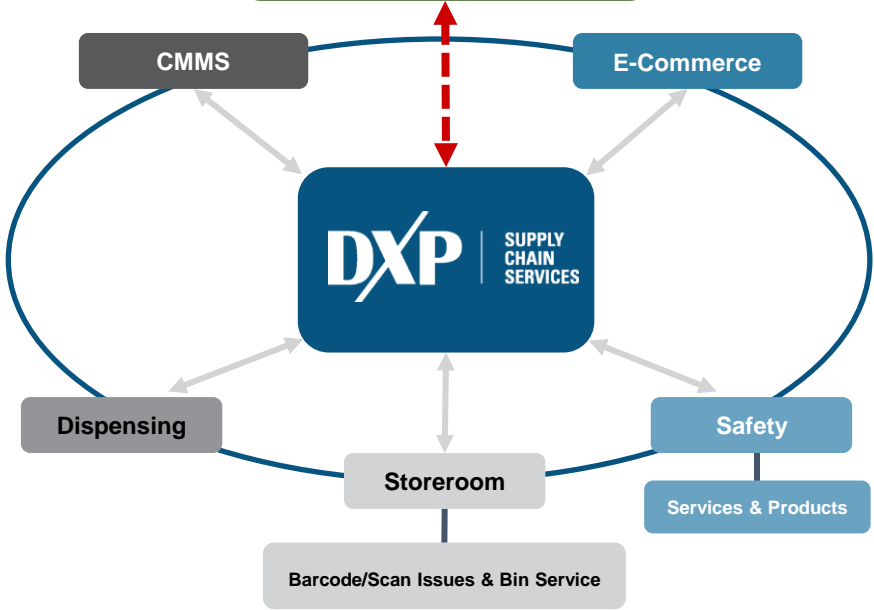 CMMS
E-Commerce
DXP
SUPPLY
CHAIN
SERVICES
Dispensing
Safety
Storeroom
Services & Products
Barcode/Scan Issues & Bin Service